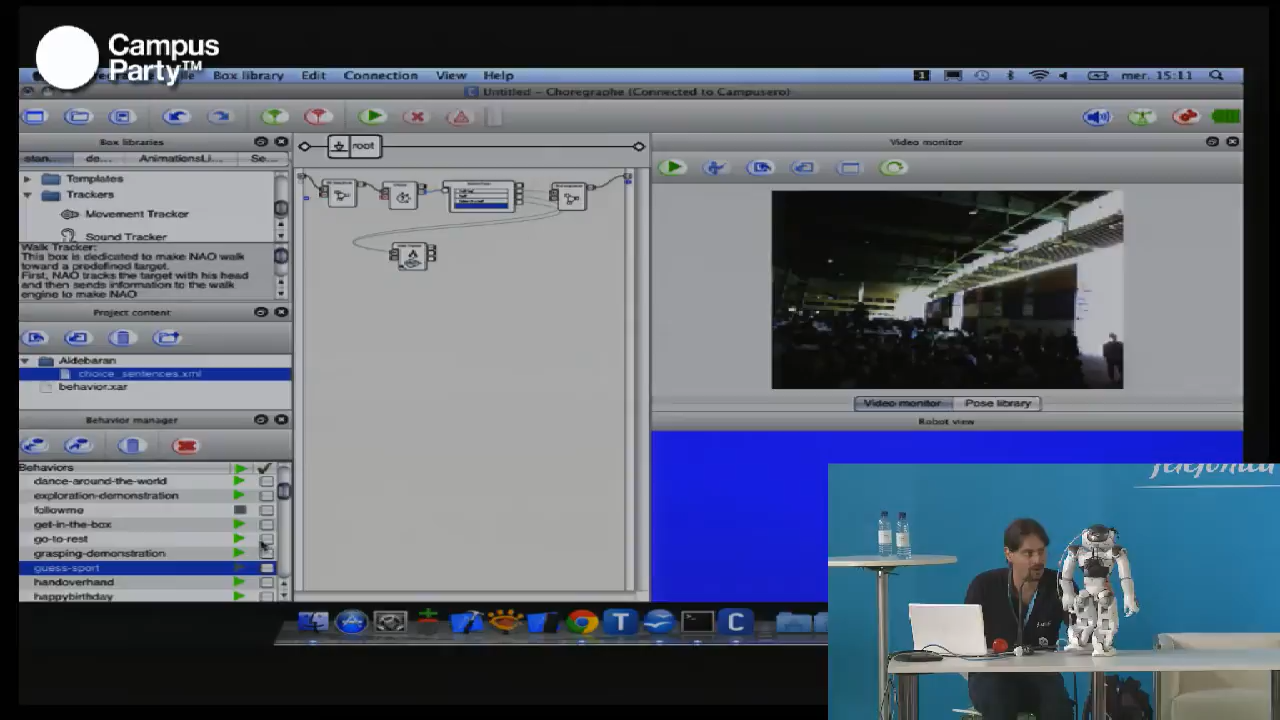 Campus
Party™
Box library Edit Connection View Help
mer. 15:11
Untitled – Choregraphe (Connected to Campusero)
Box libraries
stan... de... AnimationsLi... Se...
Templates
Trackers
Movement Tracker
Sound Tracker
Walk Tracker:
This box is dedicated to make NAO walk
toward a predefined target.
First, NAO tracks the target with his head
and then sends information to the walk
engine to make NAO
Project content
Aldebaran
choice_sentences.xml
behavior.xar
Behavior manager
Behaviors
dance-around-the-world
exploration-demonstration
followme
get-in-the-box
go-to-rest
grasping-demonstration
guess-sport
handoverhand
happybirthday
root
Video monitor
Video monitor Pose library
Robot view
Telefónica